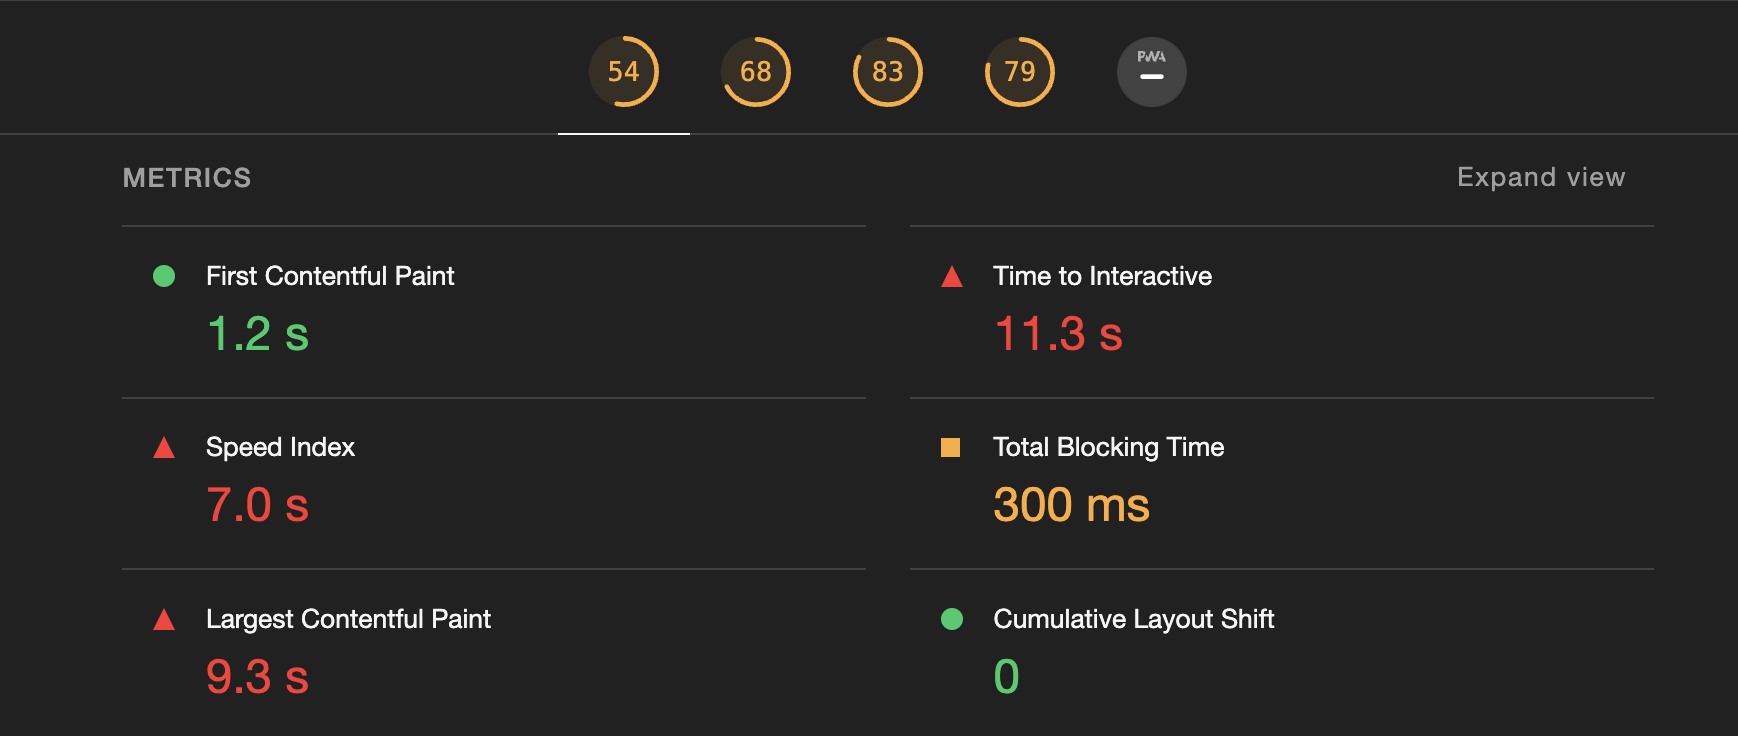 54 68 83 79 PWA
METRICS Expand view
First Contentful Paint
1.2 s
Time to Interactive
11.3 s
Speed Index
7.0 s
Total Blocking Time
300 ms
Largest Contentful Paint
9.3 s
Cumulative Layout Shift
0